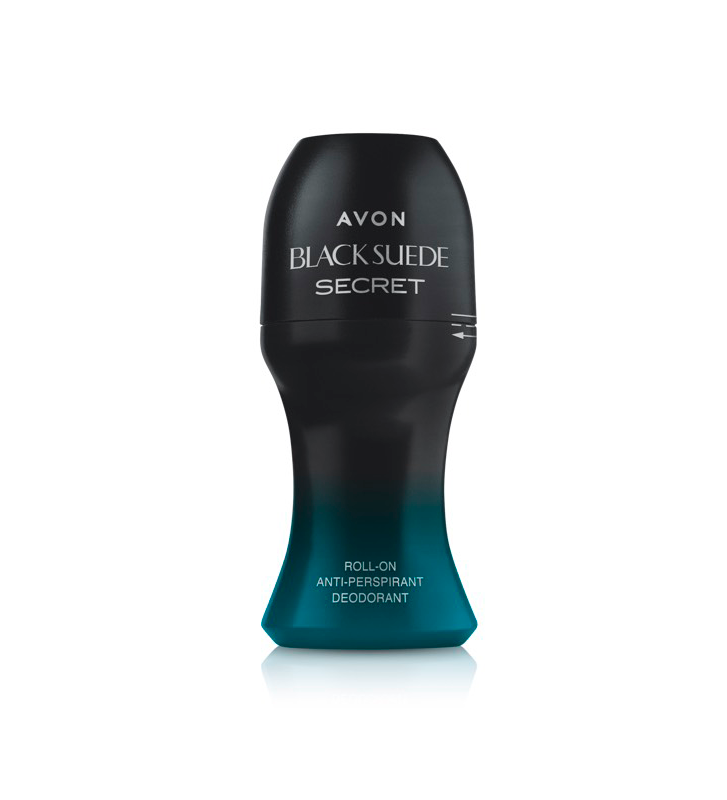 AVON
BLACK SUEDE
SECRET
ROLL-ON
ANTI-PERSPIRANT
DEODORANT